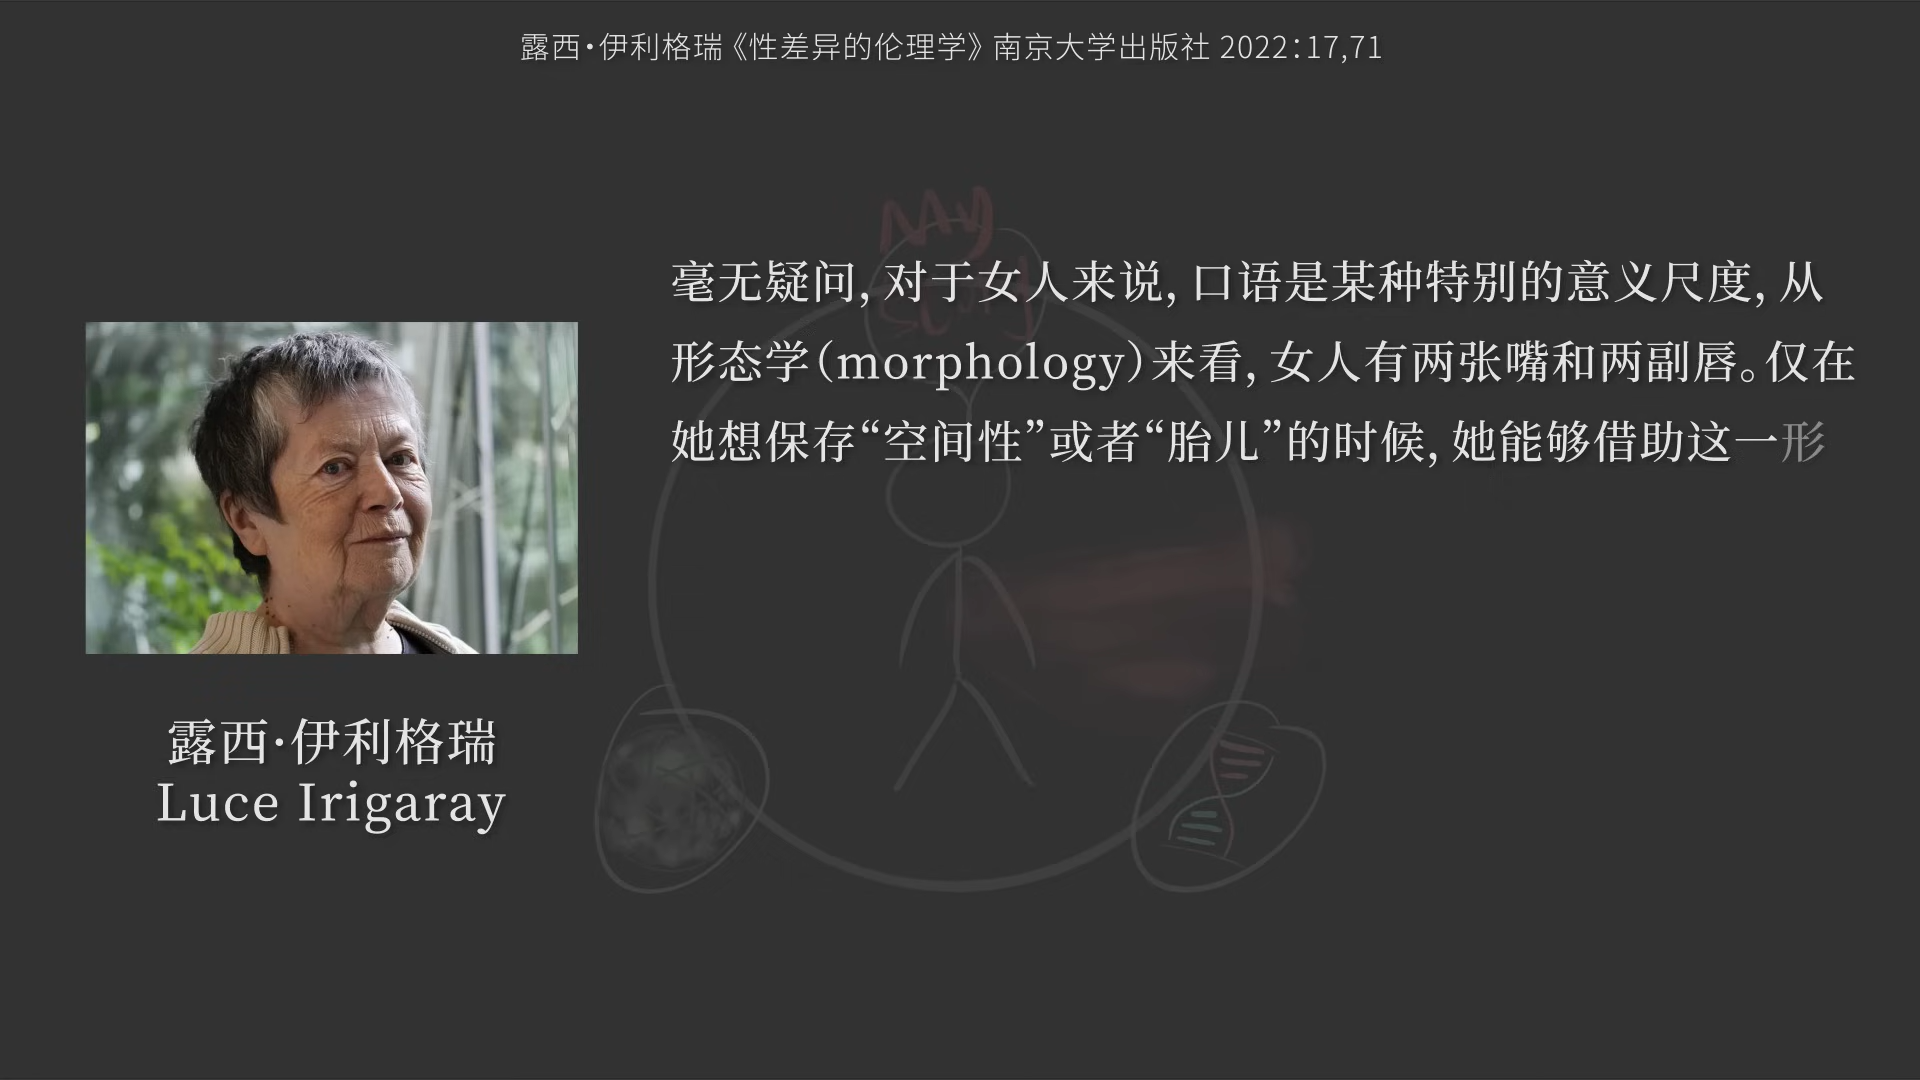 露西·伊利格瑞《性差异的伦理学》南京大学出版社 2022：17,71
My
story
毫无疑问，对于女人来说，口语是某种特别的意义尺度，从
形态学（morphology）来看，女人有两张嘴和两副唇。仅在
她想保存“空间性”或者“胎儿”的时候，她能够借助这一形
露西·伊利格瑞
Luce Irigaray